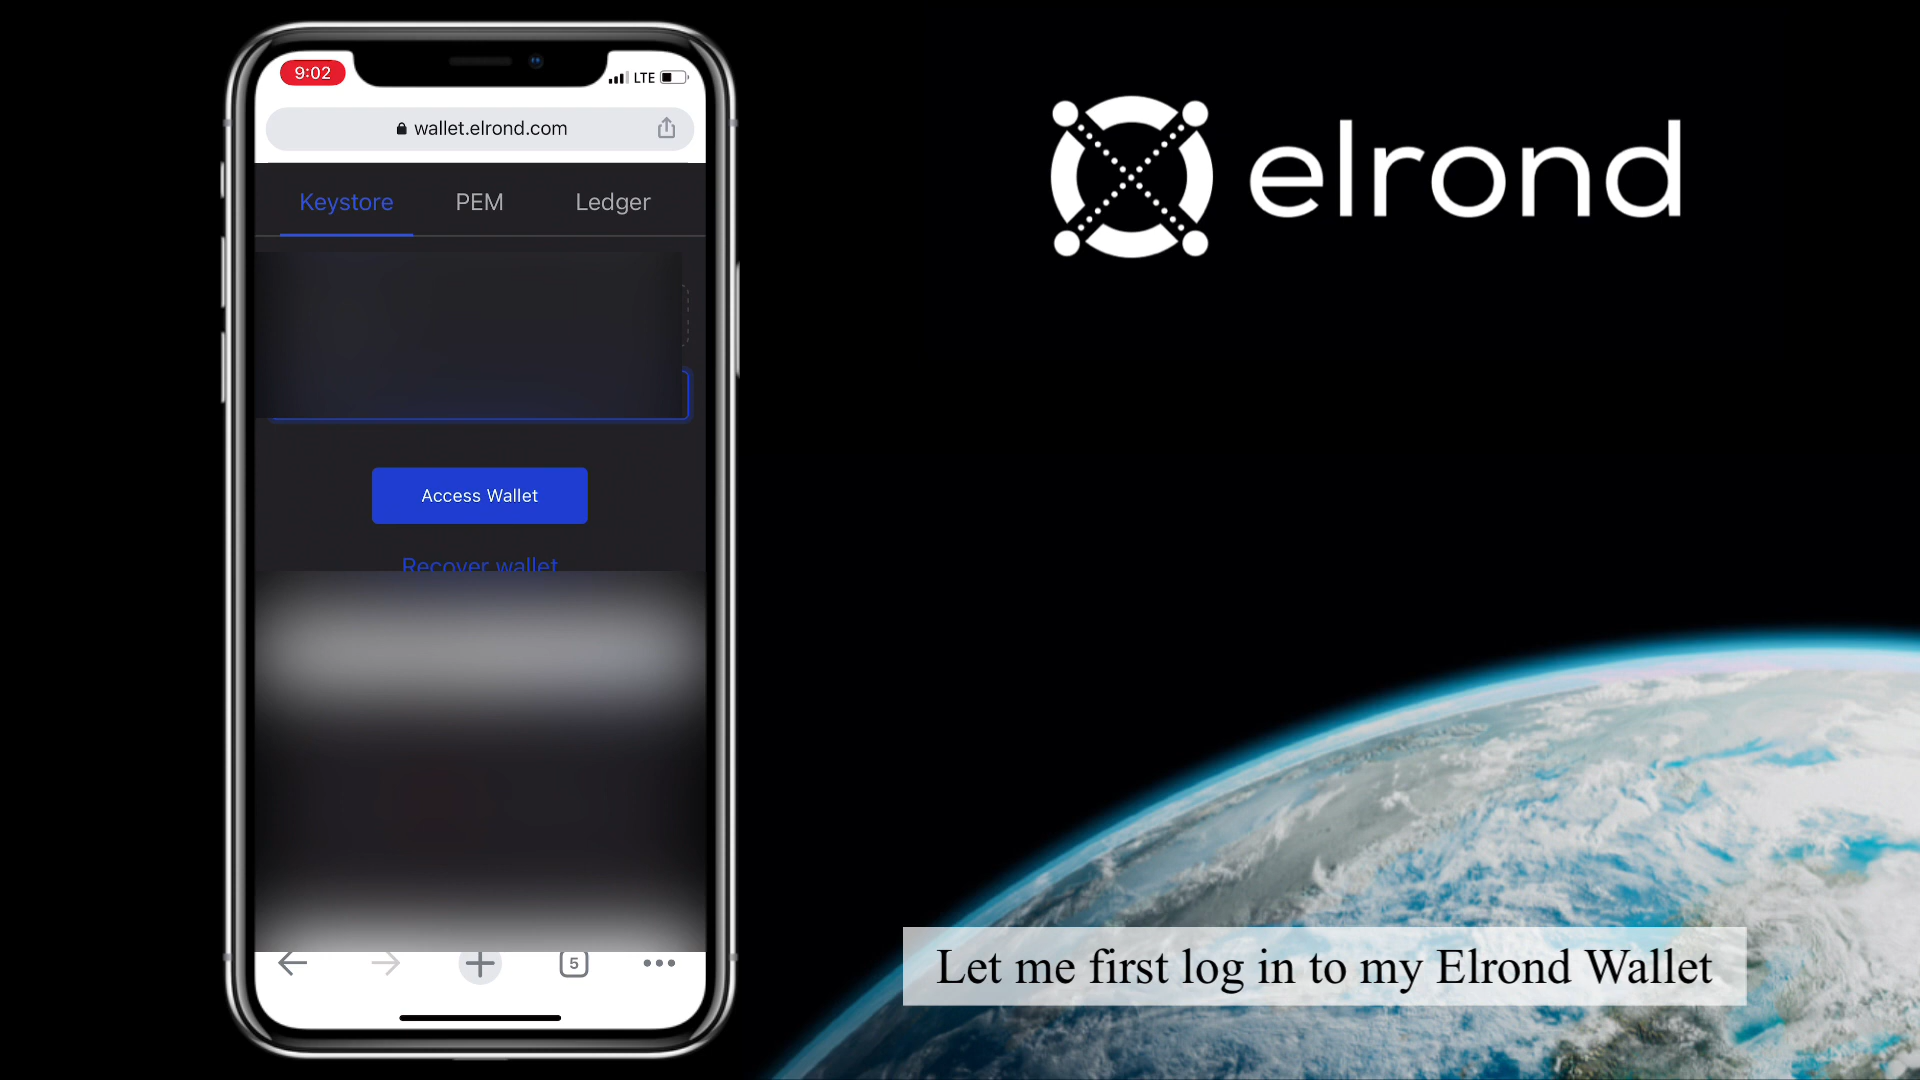 9:02
LTE
wallet.elrond.com
Keystore PEM Ledger
Access Wallet
Recover wallet
5
elrond
Let me first log in to my Elrond Wallet